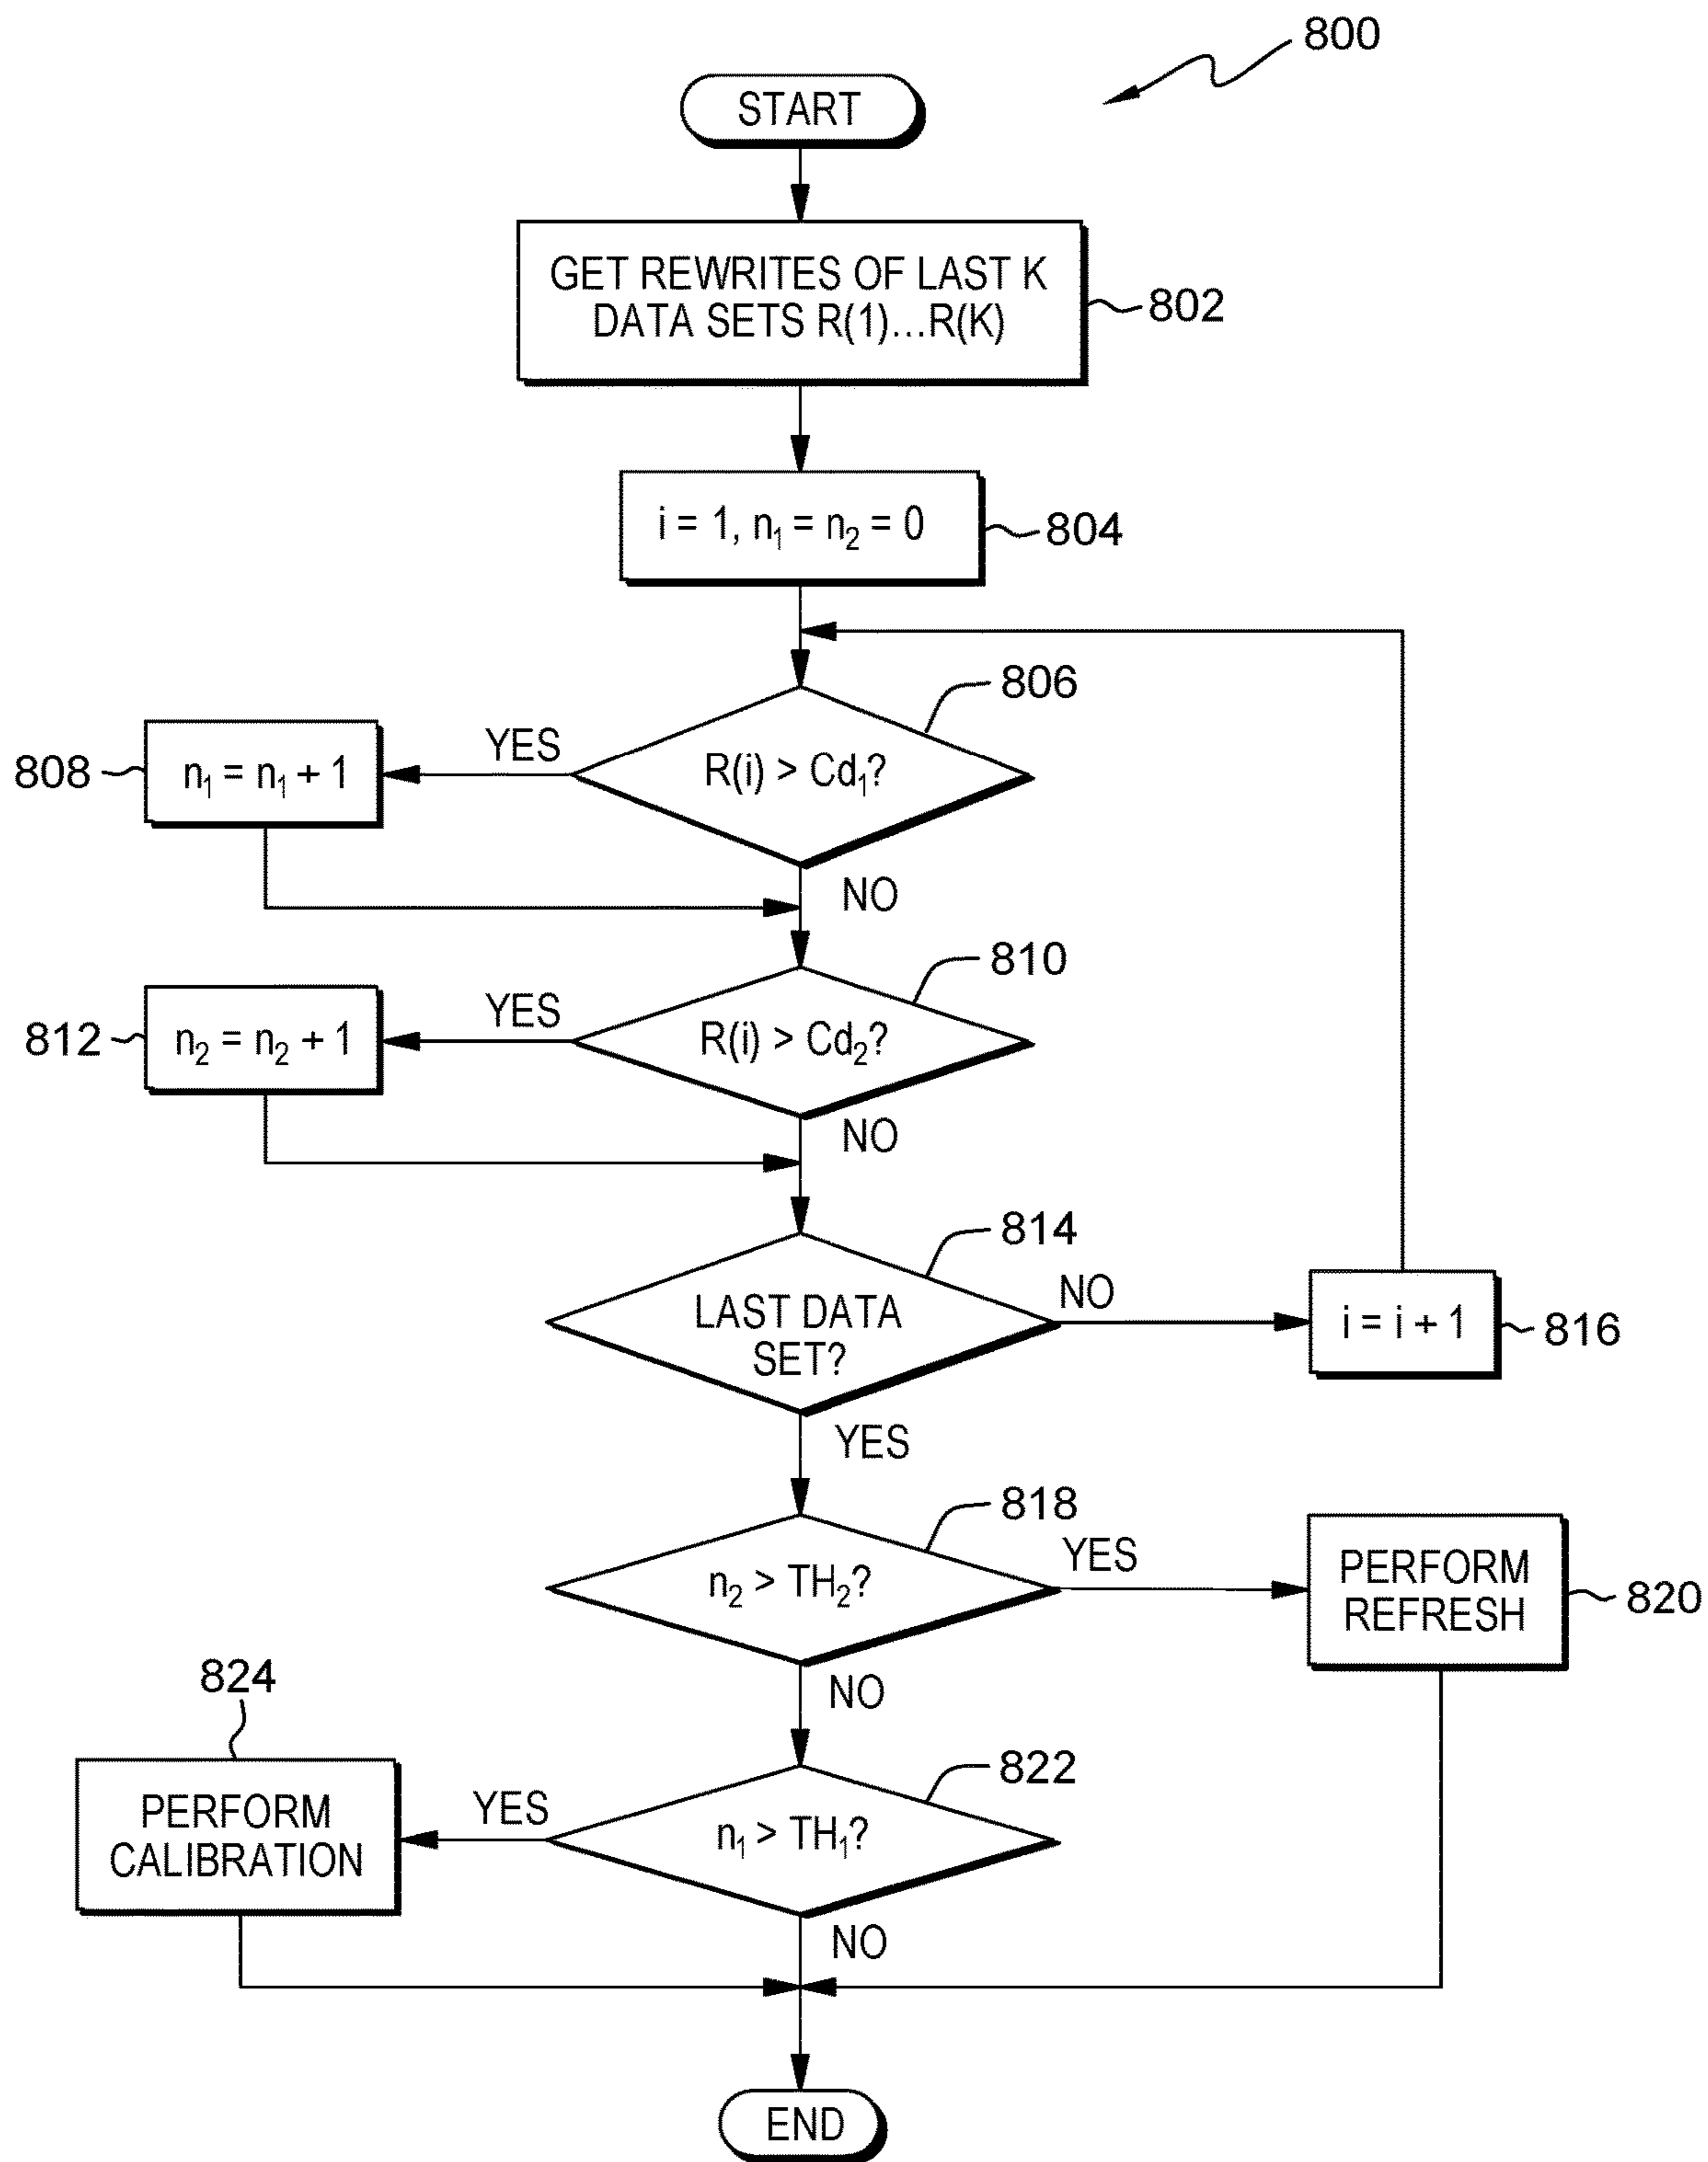 800
START
GET REWRITES OF LAST K
DATA SETS R(1)...R(K)
802
i = 1, n₁ = n₂ = 0
804
806
R(i) > Cd₁?
YES
808
n₁ = n₁ + 1
NO
810
R(i) > Cd₂?
YES
812
n₂ = n₂ + 1
NO
814
LAST DATA
SET?
NO
i = i + 1
816
YES
818
n₂ > TH₂?
YES
PERFORM
REFRESH
820
NO
822
n₁ > TH₁?
YES
824
PERFORM
CALIBRATION
NO
END